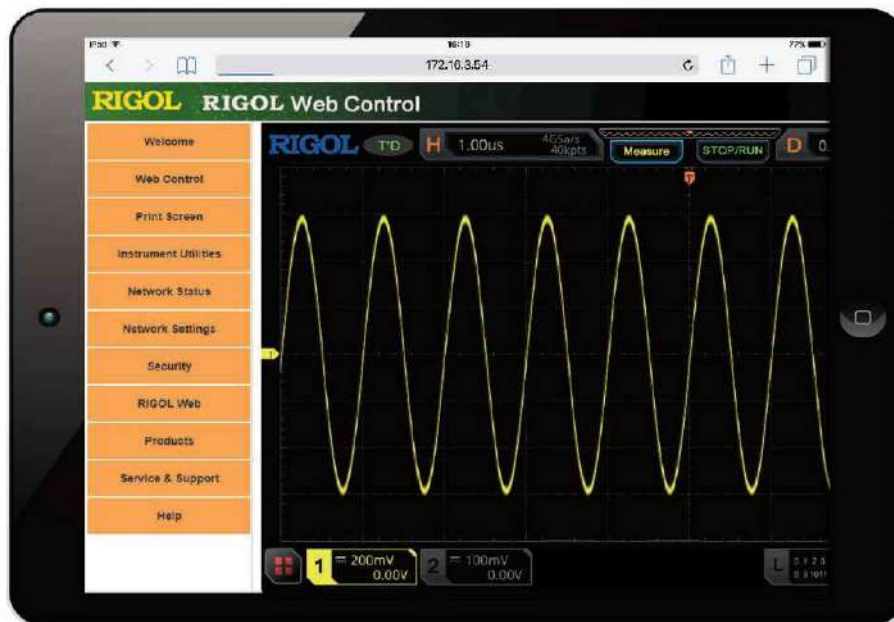 iPad
16:19
77%
172.16.3.54
RIGOL RIGOL Web Control
Welcome
Web Control
Print Screen
Instrument Utilities
Network Status
Network Settings
Security
RIGOL Web
Products
Service & Support
Help
RIGOL T'D H 1.00us
4GSa/s
40kpts
Measure
STOP/RUN
D 0.
T
1
1 200mV
0.00V
2 100mV
0.00V
L